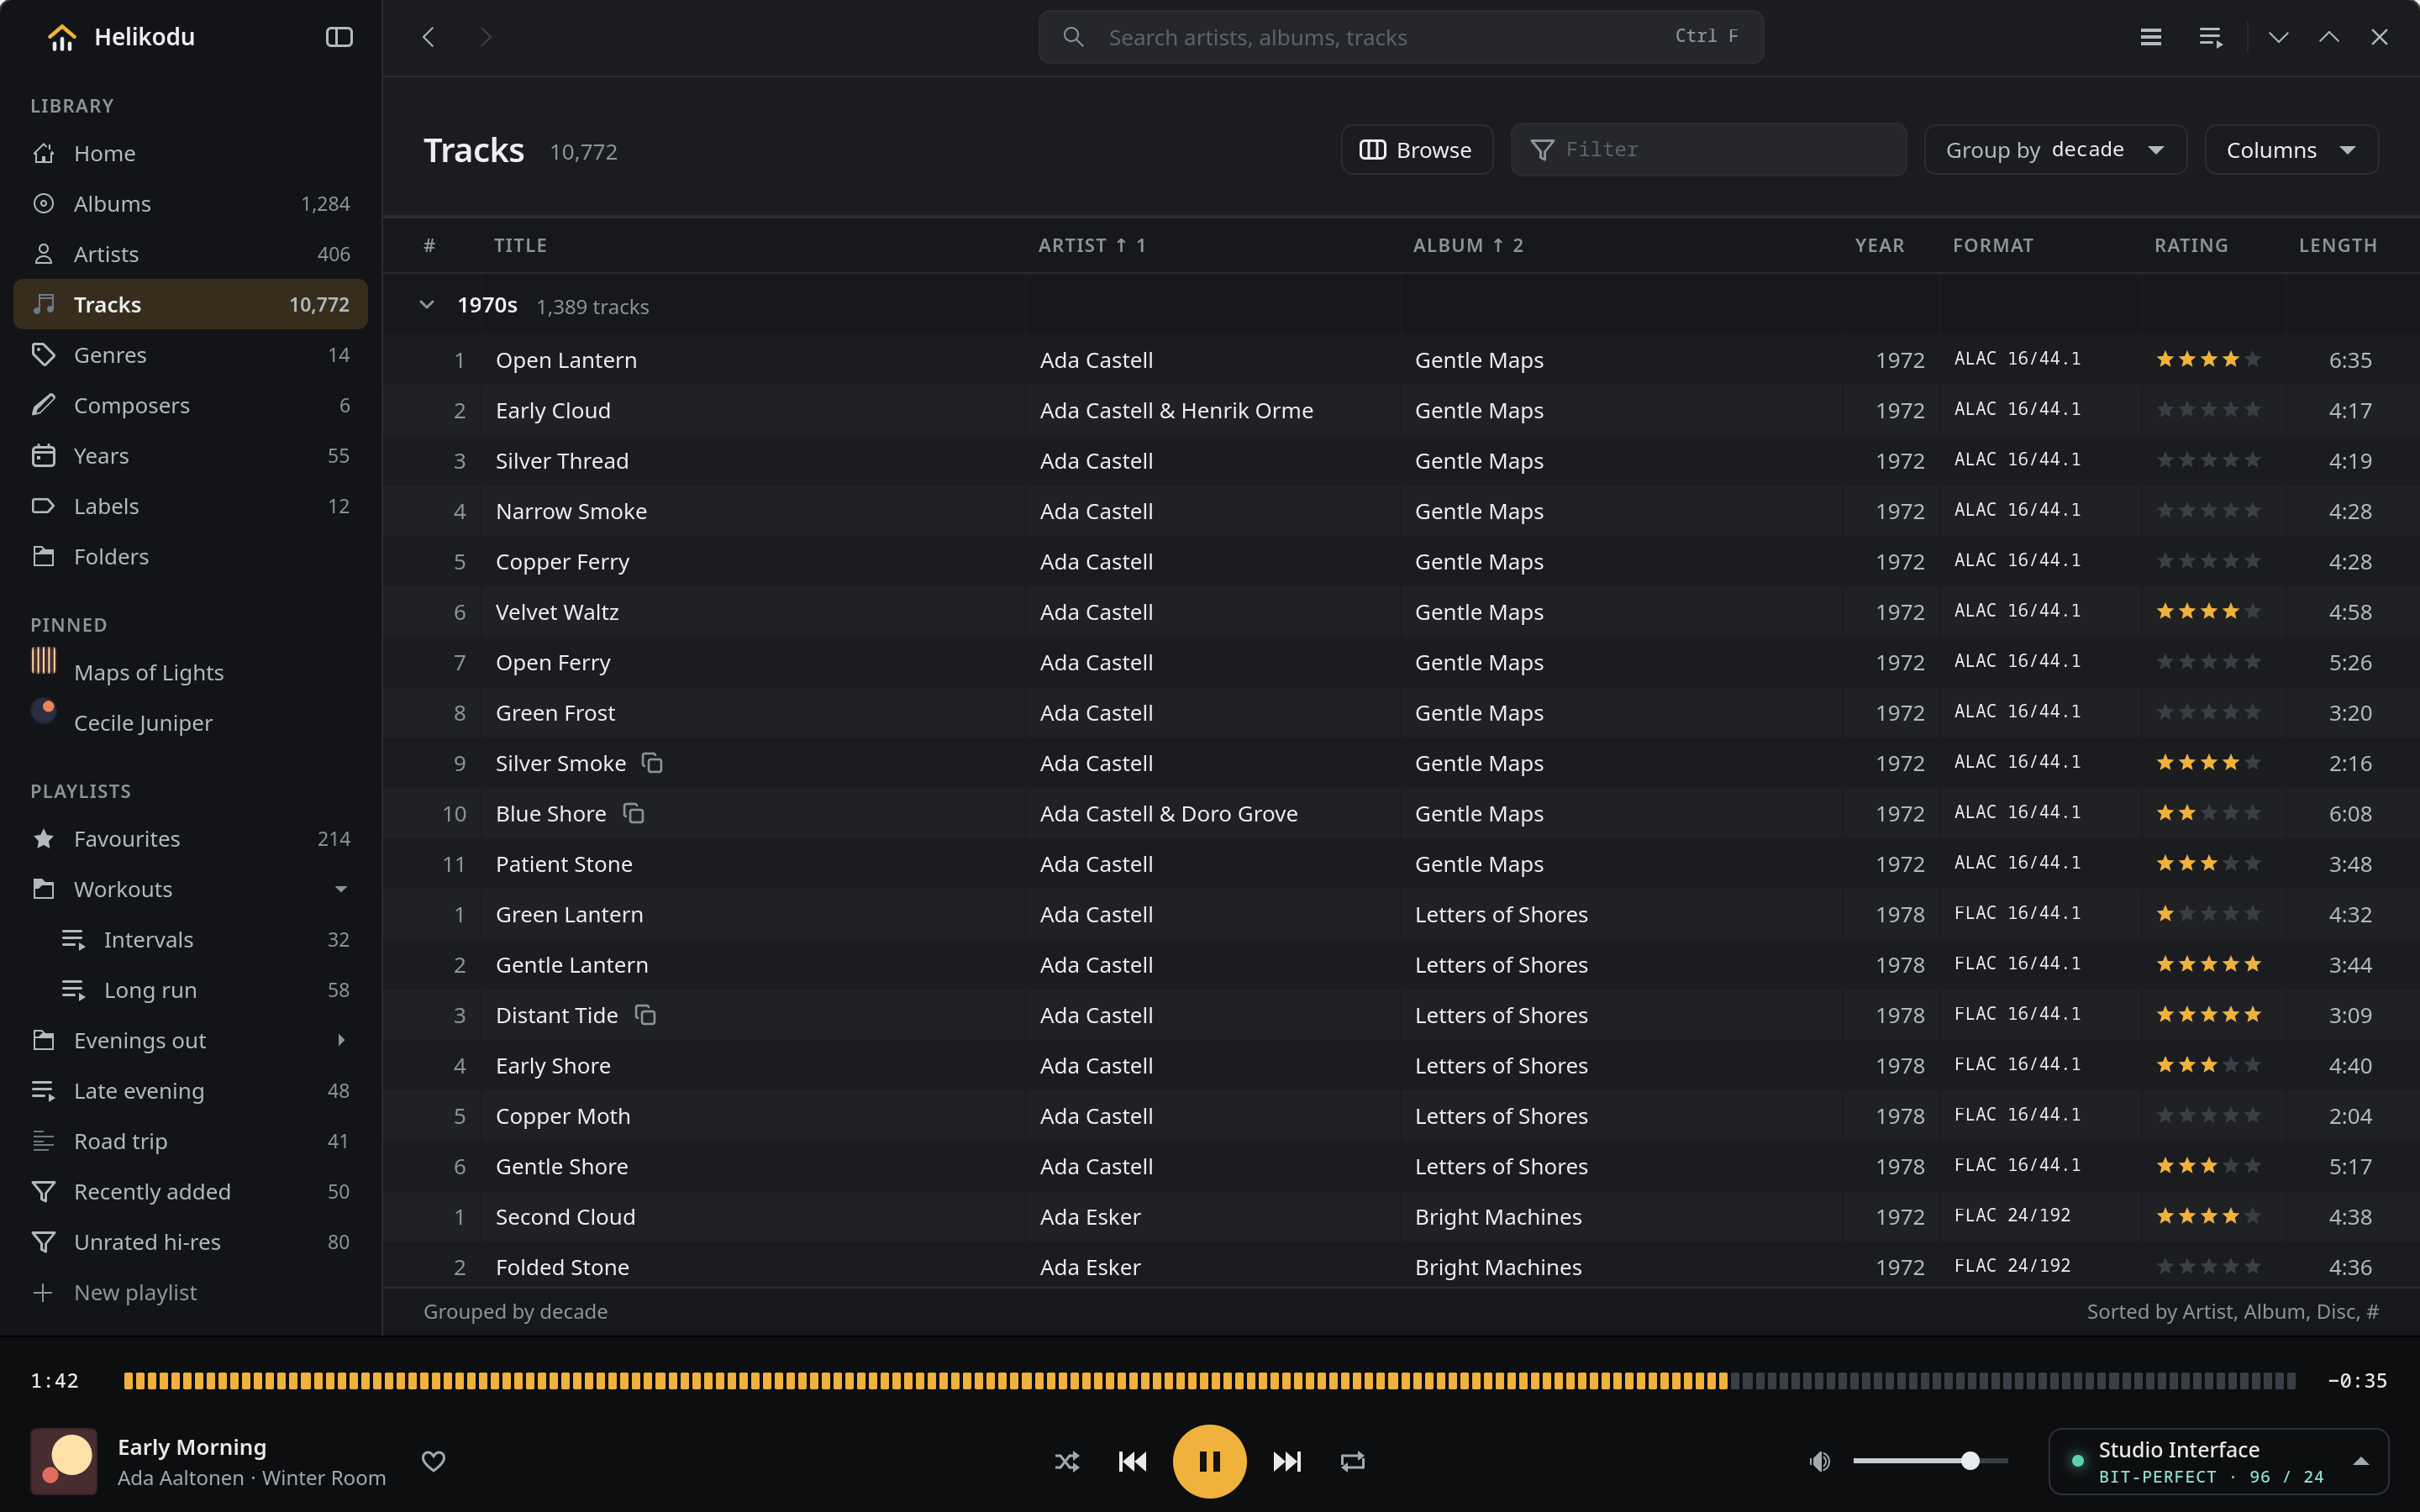 Helikodu
Search artists, albums, tracks Ctrl F
LIBRARY
Home
Albums 1,284
Artists 406
Tracks 10,772
Genres 14
Composers 6
Years 55
Labels 12
Folders
PINNED
Maps of Lights
Cecile Juniper
PLAYLISTS
Favourites 214
Workouts
Intervals 32
Long run 58
Evenings out
Late evening 48
Road trip 41
Recently added 50
Unrated hi-res 80
New playlist
Tracks 10,772
Browse
Filter
Group by decade
Columns
# TITLE ARTIST ↑ 1 ALBUM ↑ 2 YEAR FORMAT RATING LENGTH
1970s 1,389 tracks
1 Open Lantern Ada Castell Gentle Maps 1972 ALAC 16/44.1 6:35
2 Early Cloud Ada Castell & Henrik Orme Gentle Maps 1972 ALAC 16/44.1 4:17
3 Silver Thread Ada Castell Gentle Maps 1972 ALAC 16/44.1 4:19
4 Narrow Smoke Ada Castell Gentle Maps 1972 ALAC 16/44.1 4:28
5 Copper Ferry Ada Castell Gentle Maps 1972 ALAC 16/44.1 4:28
6 Velvet Waltz Ada Castell Gentle Maps 1972 ALAC 16/44.1 4:58
7 Open Ferry Ada Castell Gentle Maps 1972 ALAC 16/44.1 5:26
8 Green Frost Ada Castell Gentle Maps 1972 ALAC 16/44.1 3:20
9 Silver Smoke Ada Castell Gentle Maps 1972 ALAC 16/44.1 2:16
10 Blue Shore Ada Castell & Doro Grove Gentle Maps 1972 ALAC 16/44.1 6:08
11 Patient Stone Ada Castell Gentle Maps 1972 ALAC 16/44.1 3:48
1 Green Lantern Ada Castell Letters of Shores 1978 FLAC 16/44.1 4:32
2 Gentle Lantern Ada Castell Letters of Shores 1978 FLAC 16/44.1 3:44
3 Distant Tide Ada Castell Letters of Shores 1978 FLAC 16/44.1 3:09
4 Early Shore Ada Castell Letters of Shores 1978 FLAC 16/44.1 4:40
5 Copper Moth Ada Castell Letters of Shores 1978 FLAC 16/44.1 2:04
6 Gentle Shore Ada Castell Letters of Shores 1978 FLAC 16/44.1 5:17
1 Second Cloud Ada Esker Bright Machines 1972 FLAC 24/192 4:38
2 Folded Stone Ada Esker Bright Machines 1972 FLAC 24/192 4:36
Grouped by decade Sorted by Artist, Album, Disc, #
1:42 −0:35
Early Morning
Ada Aaltonen · Winter Room
Studio Interface
BIT-PERFECT · 96 / 24